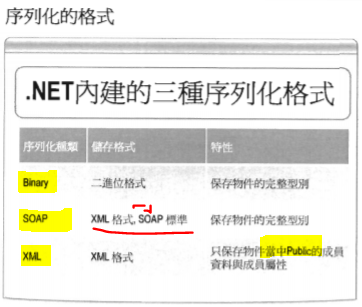 序列化的格式
.NET內建的三種序列化格式
序列化種類 儲存格式 特性
Binary 二進位格式 保存物件的完整型別
SOAP XML 格式, SOAP 標準 保存物件的完整型別
XML XML 格式 只保存物件當中Public的成員
資料與成員屬性